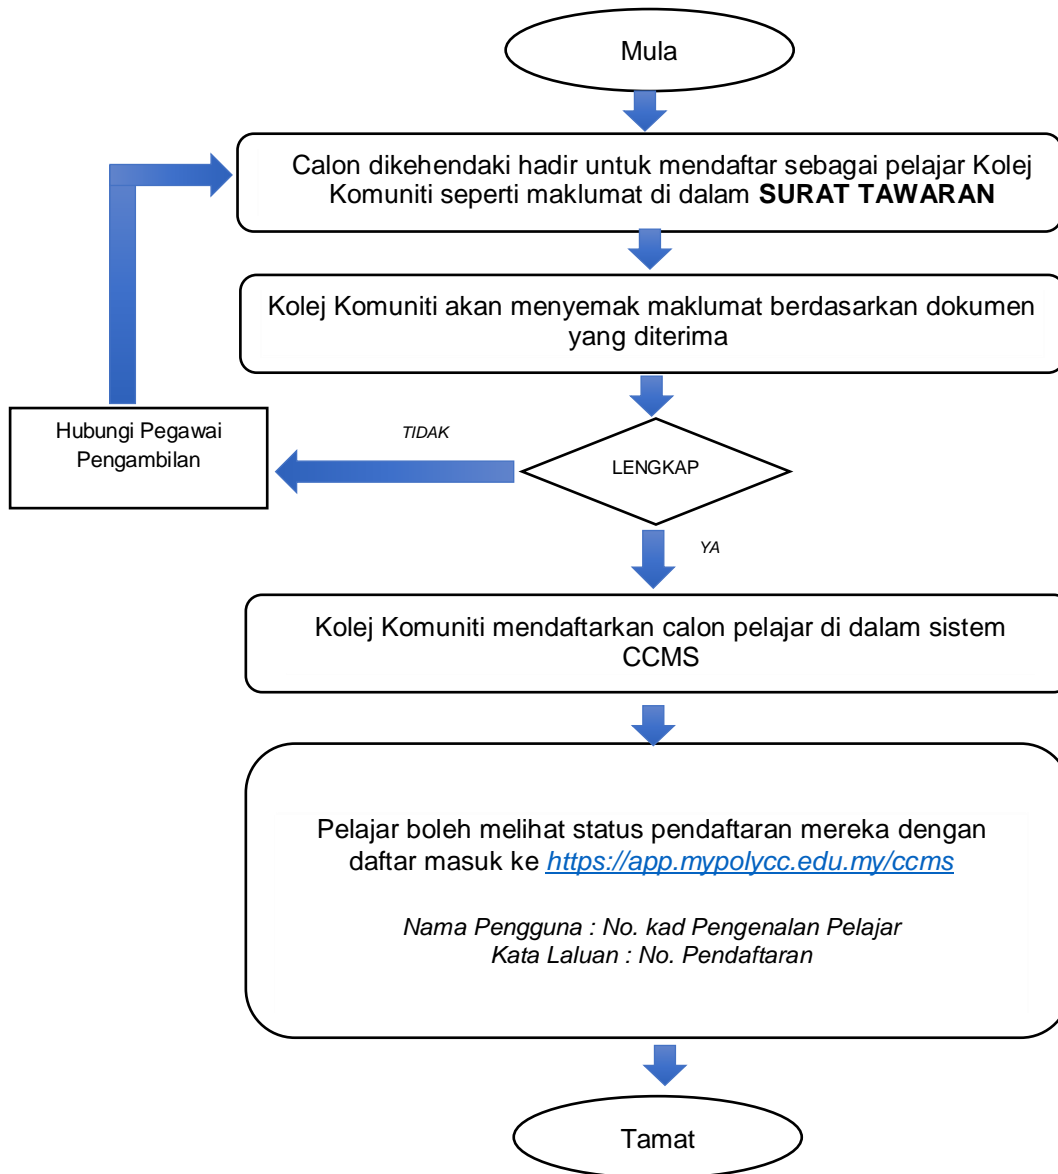 Mula
Calon dikehendaki hadir untuk mendaftar sebagai pelajar Kolej
Komuniti seperti maklumat di dalam SURAT TAWARAN
Kolej Komuniti akan menyemak maklumat berdasarkan dokumen
yang diterima
Hubungi Pegawai
Pengambilan
TIDAK
LENGKAP
YA
Kolej Komuniti mendaftarkan calon pelajar di dalam sistem
CCMS
Pelajar boleh melihat status pendaftaran mereka dengan
daftar masuk ke https://app.mypolycc.edu.my/ccms
Nama Pengguna : No. kad Pengenalan Pelajar
Kata Laluan : No. Pendaftaran
Tamat